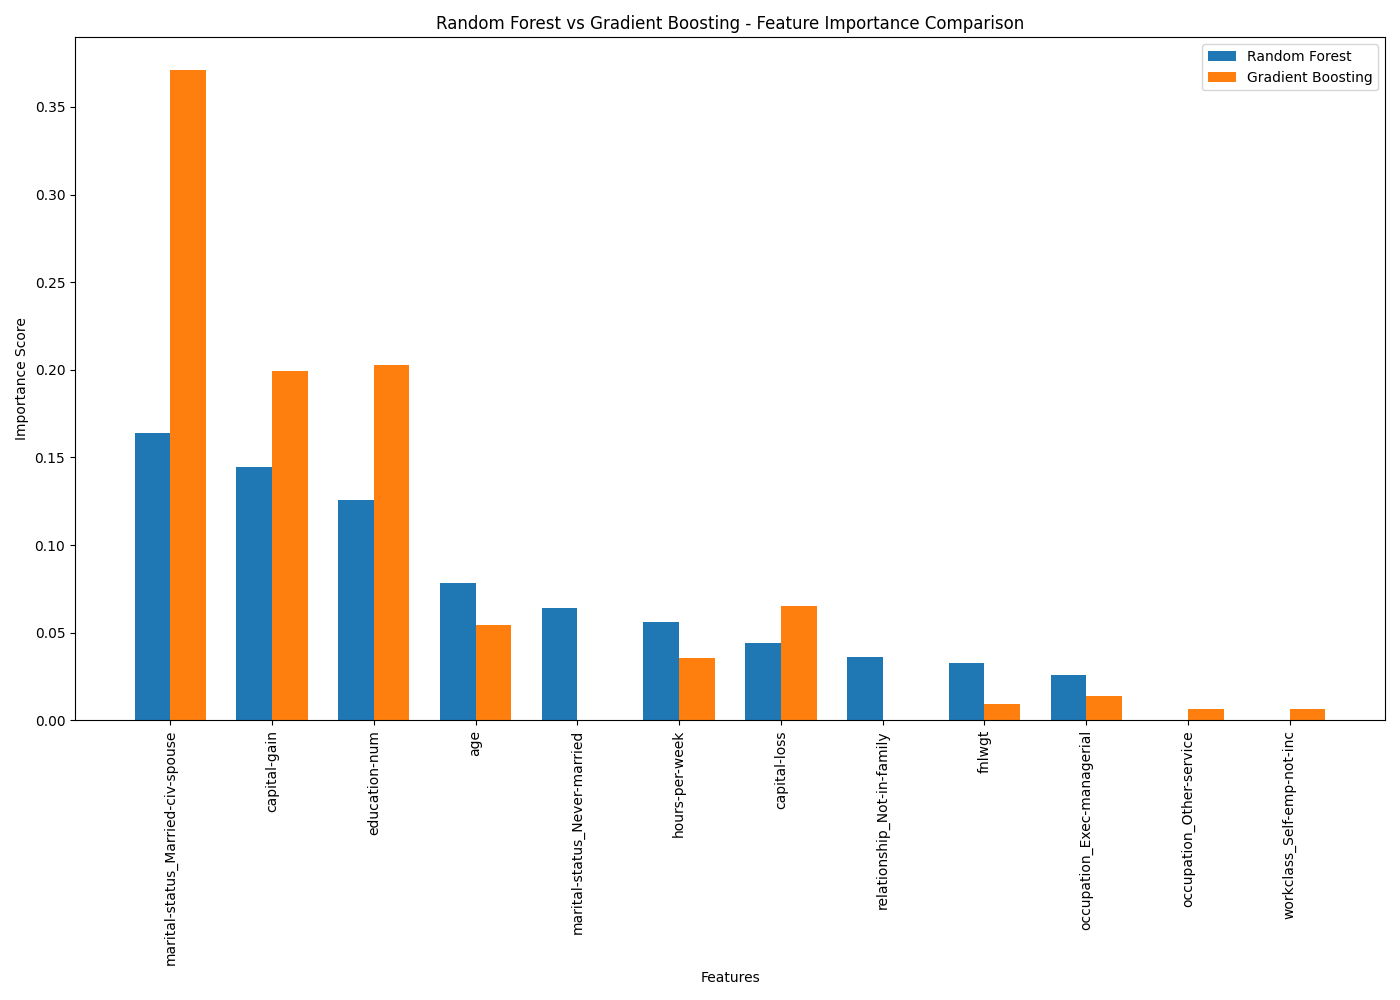 Random Forest vs Gradient Boosting - Feature Importance Comparison
Random Forest
Gradient Boosting
Importance Score
0.35
0.30
0.25
0.20
0.15
0.10
0.05
0.00
marital-status_Married-civ-spouse
capital-gain
education-num
age
marital-status_Never-married
hours-per-week
capital-loss
relationship_Not-in-family
fnlwgt
occupation_Exec-managerial
occupation_Other-service
workclass_Self-emp-not-inc
Features